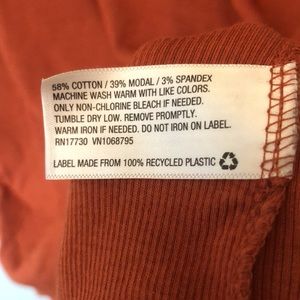 58% COTTON / 39% MODAL / 3% SPANDEX
MACHINE WASH WARM WITH LIKE COLORS.
ONLY NON-CHLORINE BLEACH IF NEEDED.
TUMBLE DRY LOW. REMOVE PROMPTLY.
WARM IRON IF NEEDED. DO NOT IRON ON LABEL.
RN17730 VN1068795
LABEL MADE FROM 100% RECYCLED PLASTIC